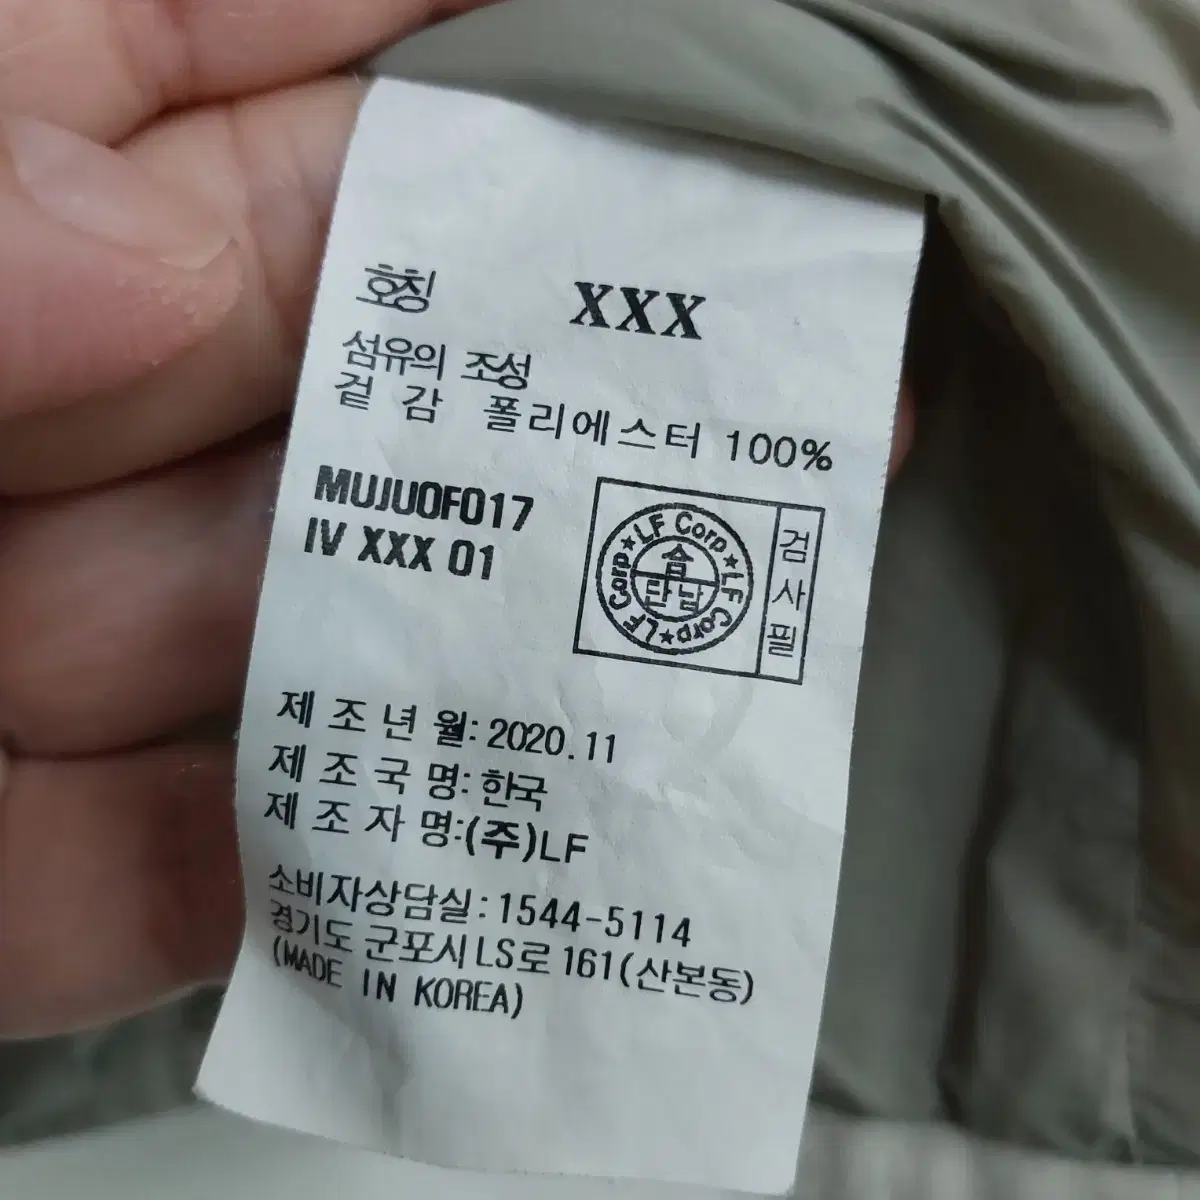 호칭 XXX
섬유의 조성
겉 감 폴리에스터 100%
MUJUOF017
IV XXX 01
LF Corp★LF Corp★LF Corp★
숨
단남
검사필
제 조 년 월: 2020.11
제 조 국 명: 한국
제 조 자 명:(주)LF
소비자상담실: 1544-5114
경기도 군포시 LS로 161(산본동)
(MADE IN KOREA)